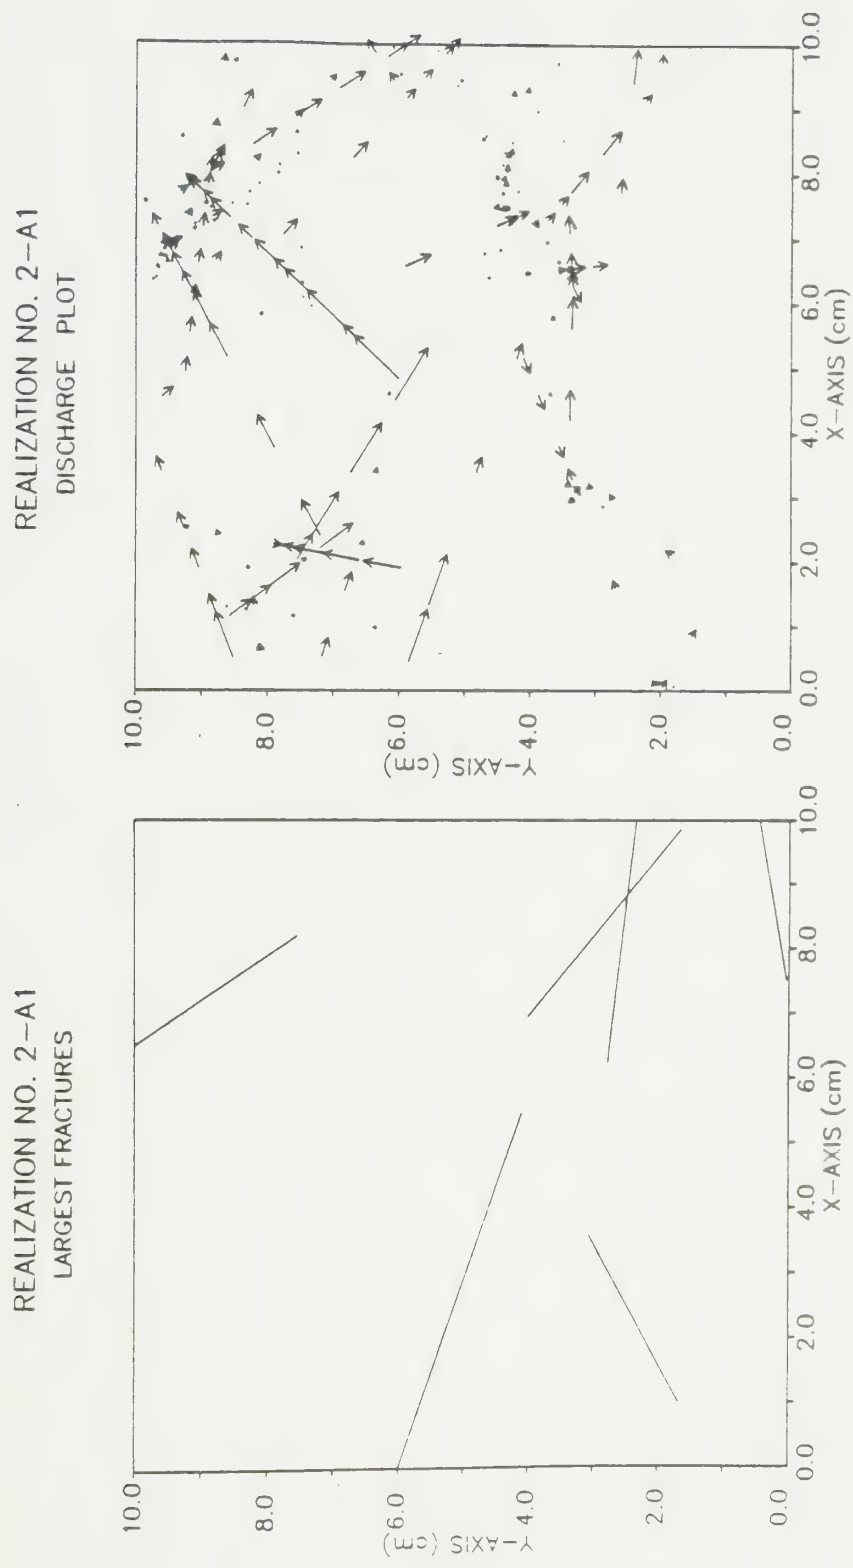 REALIZATION NO. 2-A1
LARGEST FRACTURES
10.0
8.0
6.0
4.0
2.0
0.0
Y-AXIS (cm)
0.0 2.0 4.0 6.0 8.0 10.0
X-AXIS (cm)
REALIZATION NO. 2-A1
DISCHARGE PLOT
10.0
8.0
6.0
4.0
2.0
0.0
Y-AXIS (cm)
0.0 2.0 4.0 6.0 8.0 10.0
X-AXIS (cm)